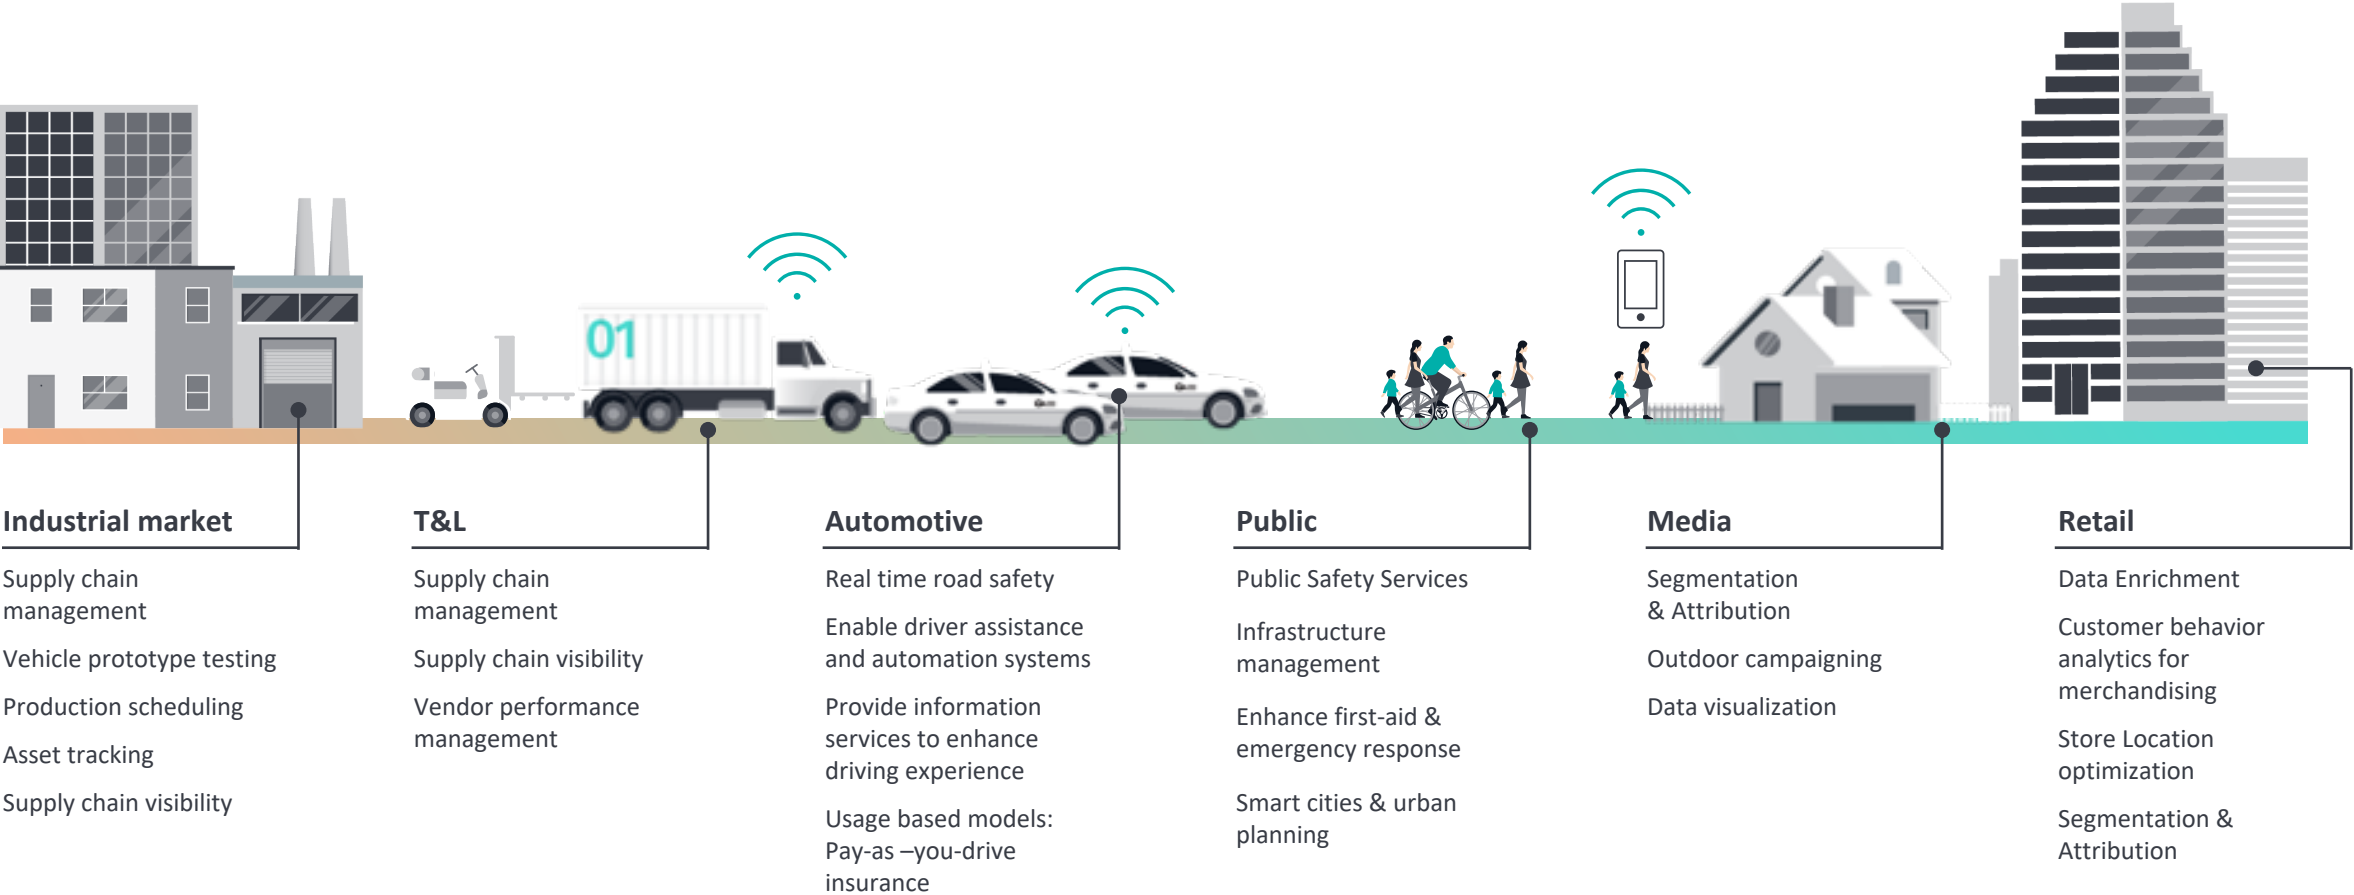 01
Industrial market
Supply chain
management
Vehicle prototype testing
Production scheduling
Asset tracking
Supply chain visibility
T&L
Supply chain
management
Supply chain visibility
Vendor performance
management
Automotive
Real time road safety
Enable driver assistance
and automation systems
Provide information
services to enhance
driving experience
Usage based models:
Pay-as –you-drive
insurance
Public
Public Safety Services
Infrastructure
management
Enhance first-aid &
emergency response
Smart cities & urban
planning
Media
Segmentation
& Attribution
Outdoor campaigning
Data visualization
Retail
Data Enrichment
Customer behavior
analytics for
merchandising
Store Location
optimization
Segmentation &
Attribution